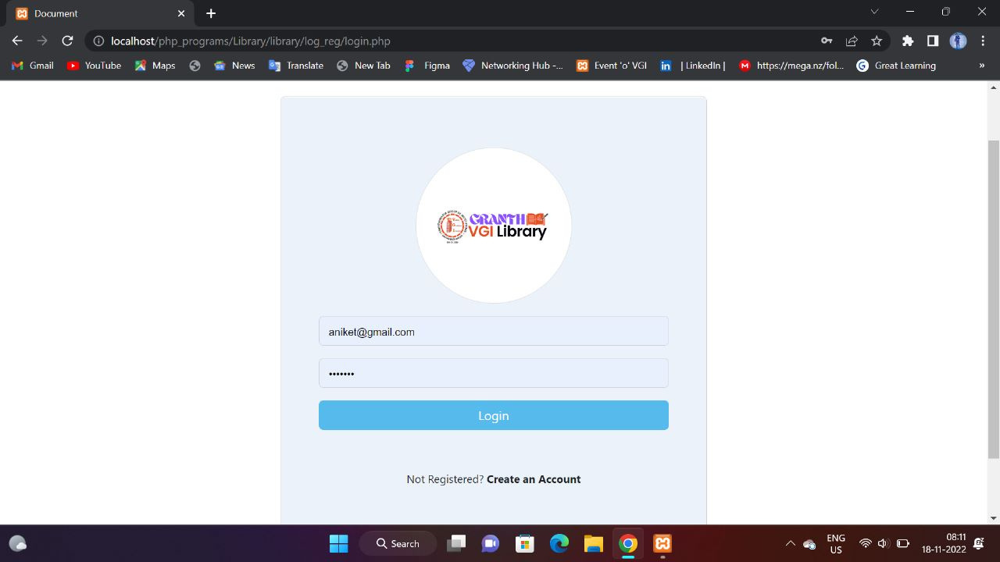 Document
localhost/php_programs/Library/library/log_reg/login.php
Gmail YouTube Maps News Translate New Tab Figma Networking Hub -... Event 'o' VGI | LinkedIn | https://mega.nz/fol... Great Learning »
GRANTH
VGI Library
aniket@gmail.com
•••••••
Login
Not Registered? Create an Account
Search
ENG
US
08:11
18-11-2022